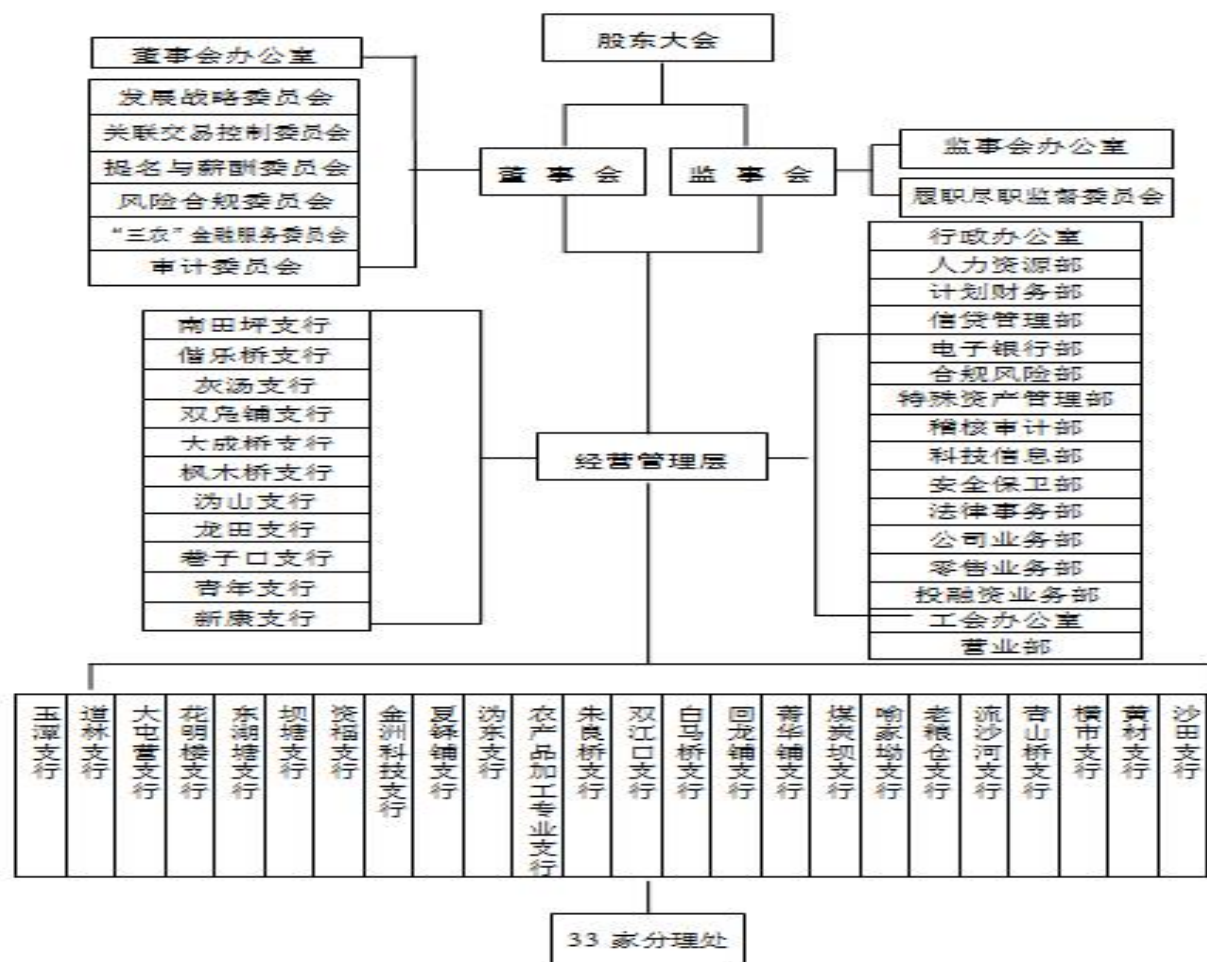 股东大会
董事会办公室
发展战略委员会
关联交易控制委员会
提名与薪酬委员会
风险合规委员会
“三农”金融服务委员会
审计委员会
董 事 会
监 事 会
监事会办公室
履职尽职监督委员会
行政办公室
人力资源部
计划财务部
信贷管理部
电子银行部
合规风险部
特殊资产管理部
稽核审计部
科技信息部
安全保卫部
法律事务部
公司业务部
零售业务部
投融资业务部
工会办公室
营业部
南田坪支行
偕乐桥支行
灰汤支行
双凫铺支行
大成桥支行
枫木桥支行
沩山支行
龙田支行
巷子口支行
青年支行
新康支行
经营管理层
玉潭支行
道林支行
大屯营支行
花明楼支行
东湖塘支行
坝塘支行
资福支行
金洲科技支行
夏铎铺支行
沩东支行
农产品加工专业支行
朱良桥支行
双江口支行
白马桥支行
回龙铺支行
菁华铺支行
煤炭坝支行
喻家坳支行
老粮仓支行
流沙河支行
青山桥支行
横市支行
黄材支行
沙田支行
33 家分理处